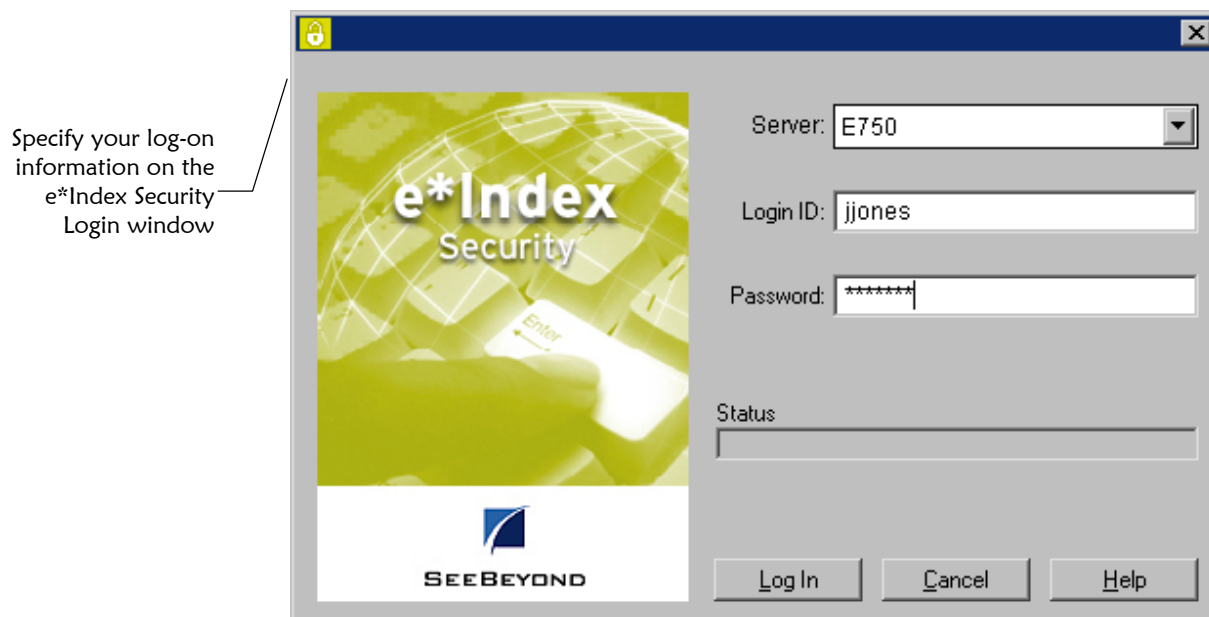 Specify your log-on
information on the
e*Index Security
Login window
e*Index
Security
Enter
SEEBEYOND
Server: E750
Login ID: jjones
Password: *******
Status
Log In
Cancel
Help